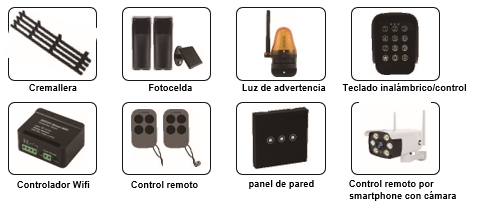 Cremallera
Fotocelda
Luz de advertencia
Teclado inalámbrico/control
Controlador Wifi
Control remoto
panel de pared
Control remoto por
smartphone con cámara